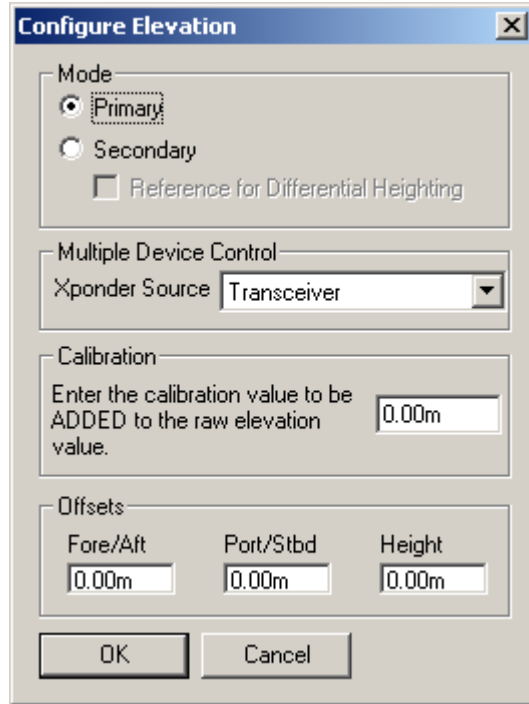 Configure Elevation
Mode
Primary
Secondary
Reference for Differential Heighting
Multiple Device Control
Xponder Source Transceiver
Calibration
Enter the calibration value to be
ADDED to the raw elevation
value.
0.00m
Offsets
Fore/Aft Port/Stbd Height
0.00m 0.00m 0.00m
OK Cancel